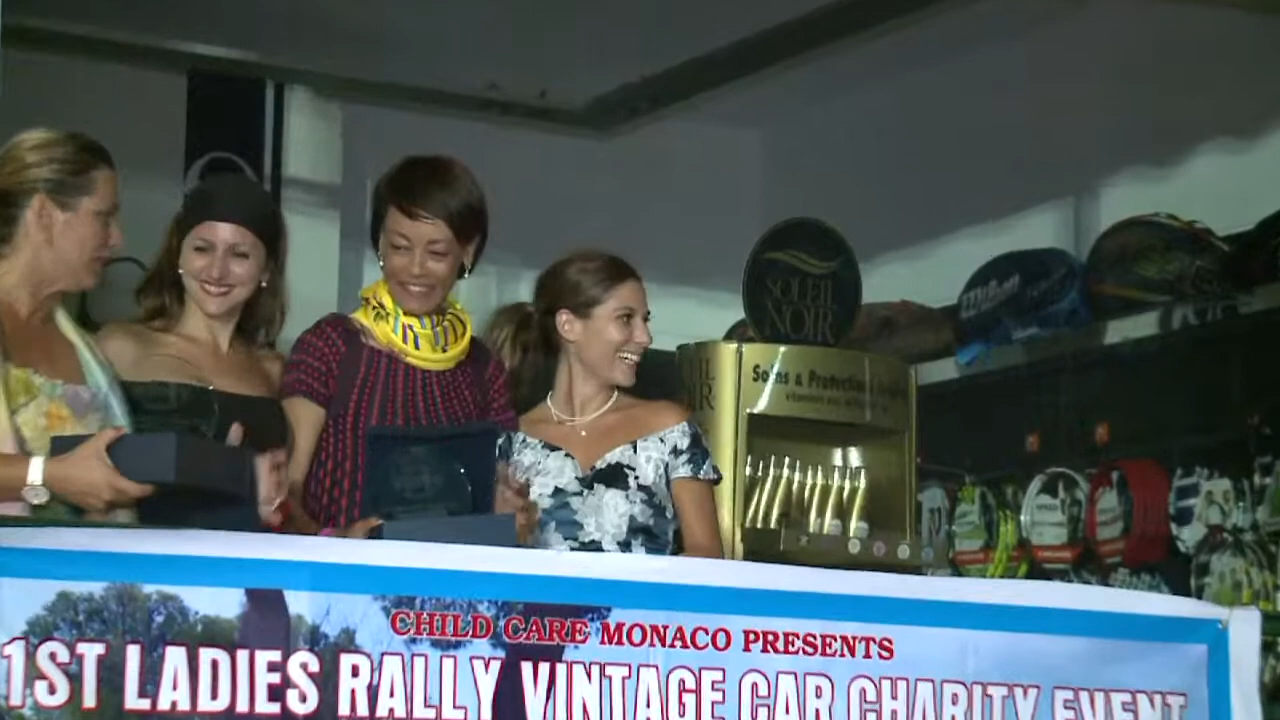 SOLEIL
NOIR
Soins & Protection
Wilson
CHILD CARE MONACO PRESENTS
1ST LADIES RALLY VINTAGE CAR CHARITY EVENT